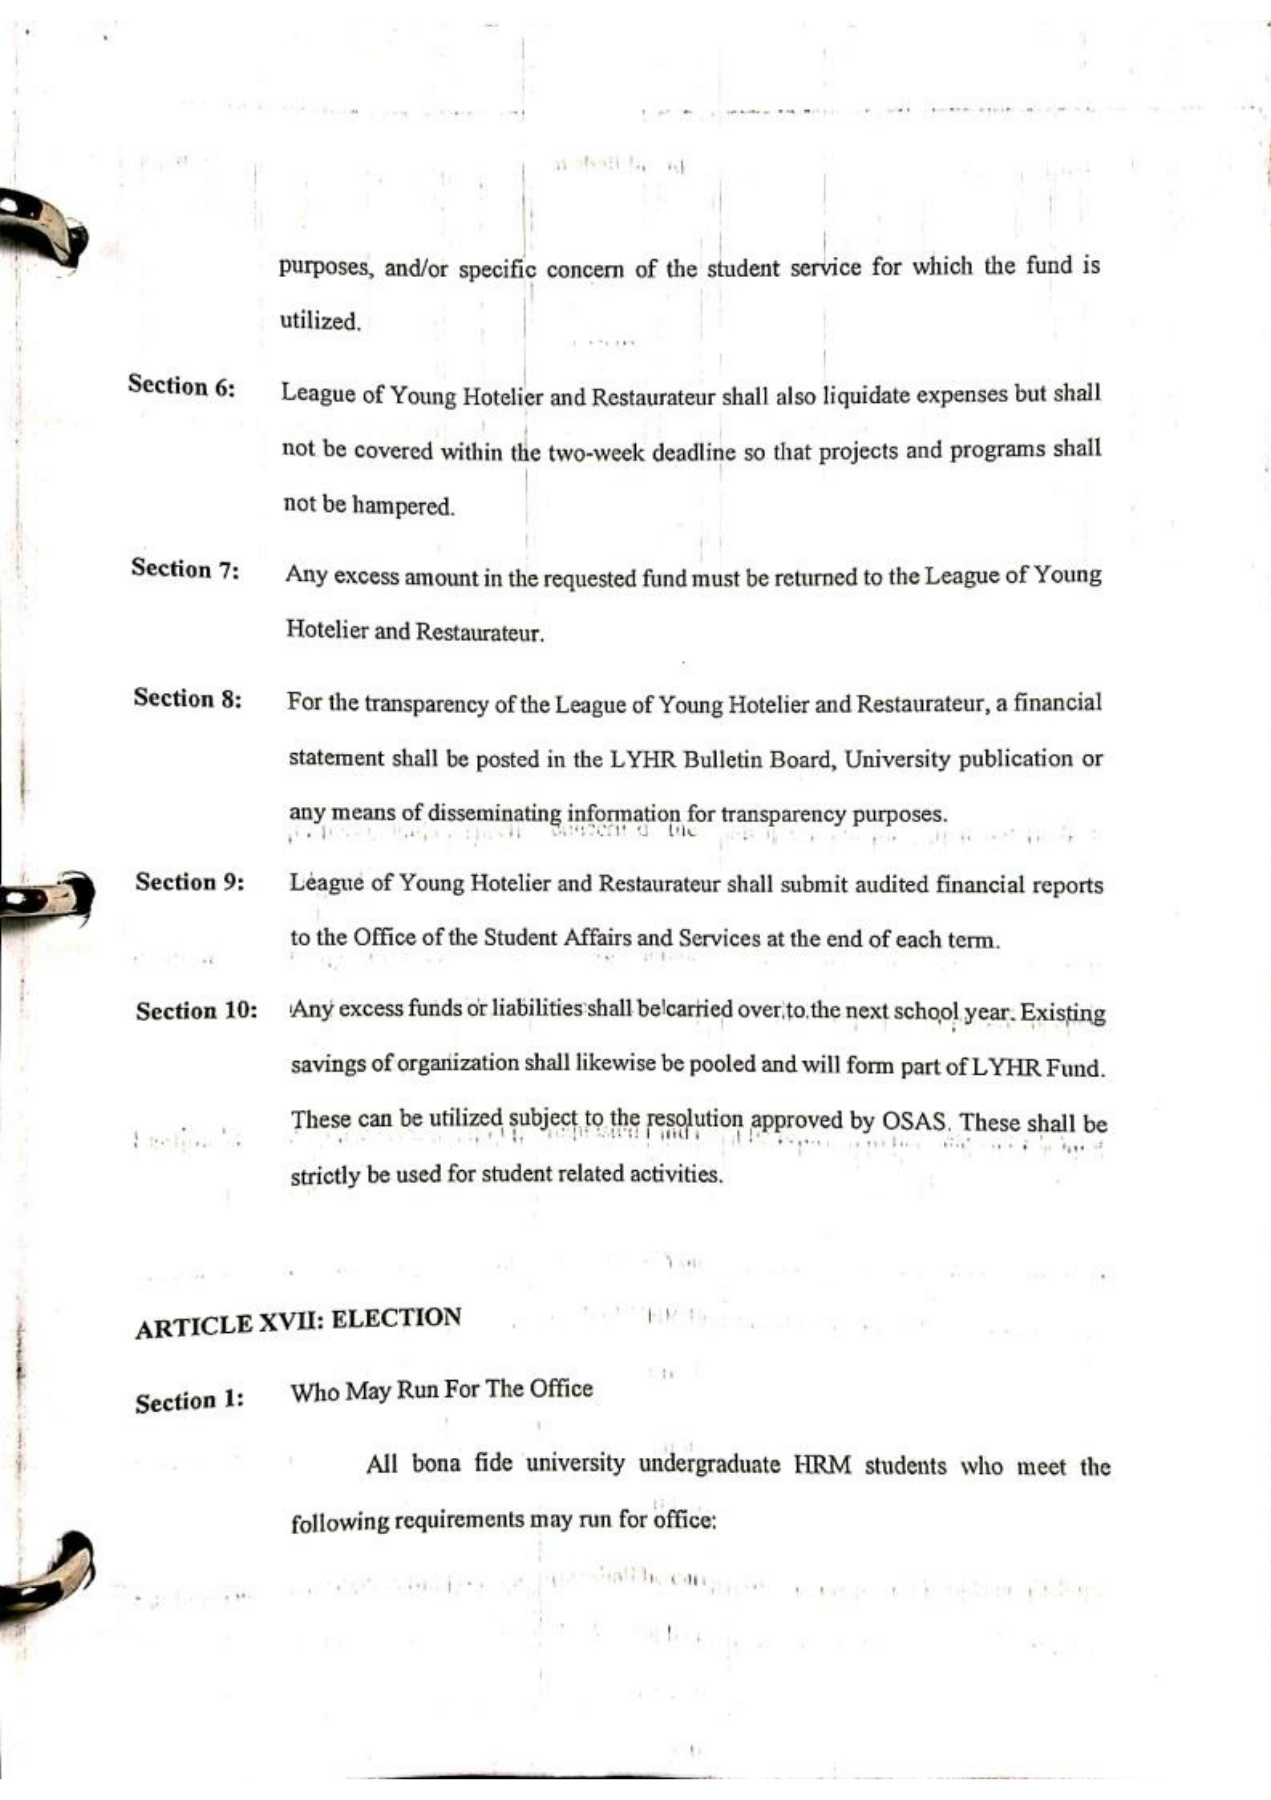 purposes, and/or specific concern of the student service for which the fund is
utilized.
Section 6: League of Young Hotelier and Restaurateur shall also liquidate expenses but shall
not be covered within the two-week deadline so that projects and programs shall
not be hampered.
Section 7: Any excess amount in the requested fund must be returned to the League of Young
Hotelier and Restaurateur.
Section 8: For the transparency of the League of Young Hotelier and Restaurateur, a financial
statement shall be posted in the LYHR Bulletin Board, University publication or
any means of disseminating information for transparency purposes.
Section 9: League of Young Hotelier and Restaurateur shall submit audited financial reports
to the Office of the Student Affairs and Services at the end of each term.
Section 10: Any excess funds or liabilities shall be carried over to the next school year. Existing
savings of organization shall likewise be pooled and will form part of LYHR Fund.
These can be utilized subject to the resolution approved by OSAS. These shall be
strictly be used for student related activities.
ARTICLE XVII: ELECTION
Section 1: Who May Run For The Office
All bona fide university undergraduate HRM students who meet the
following requirements may run for office: